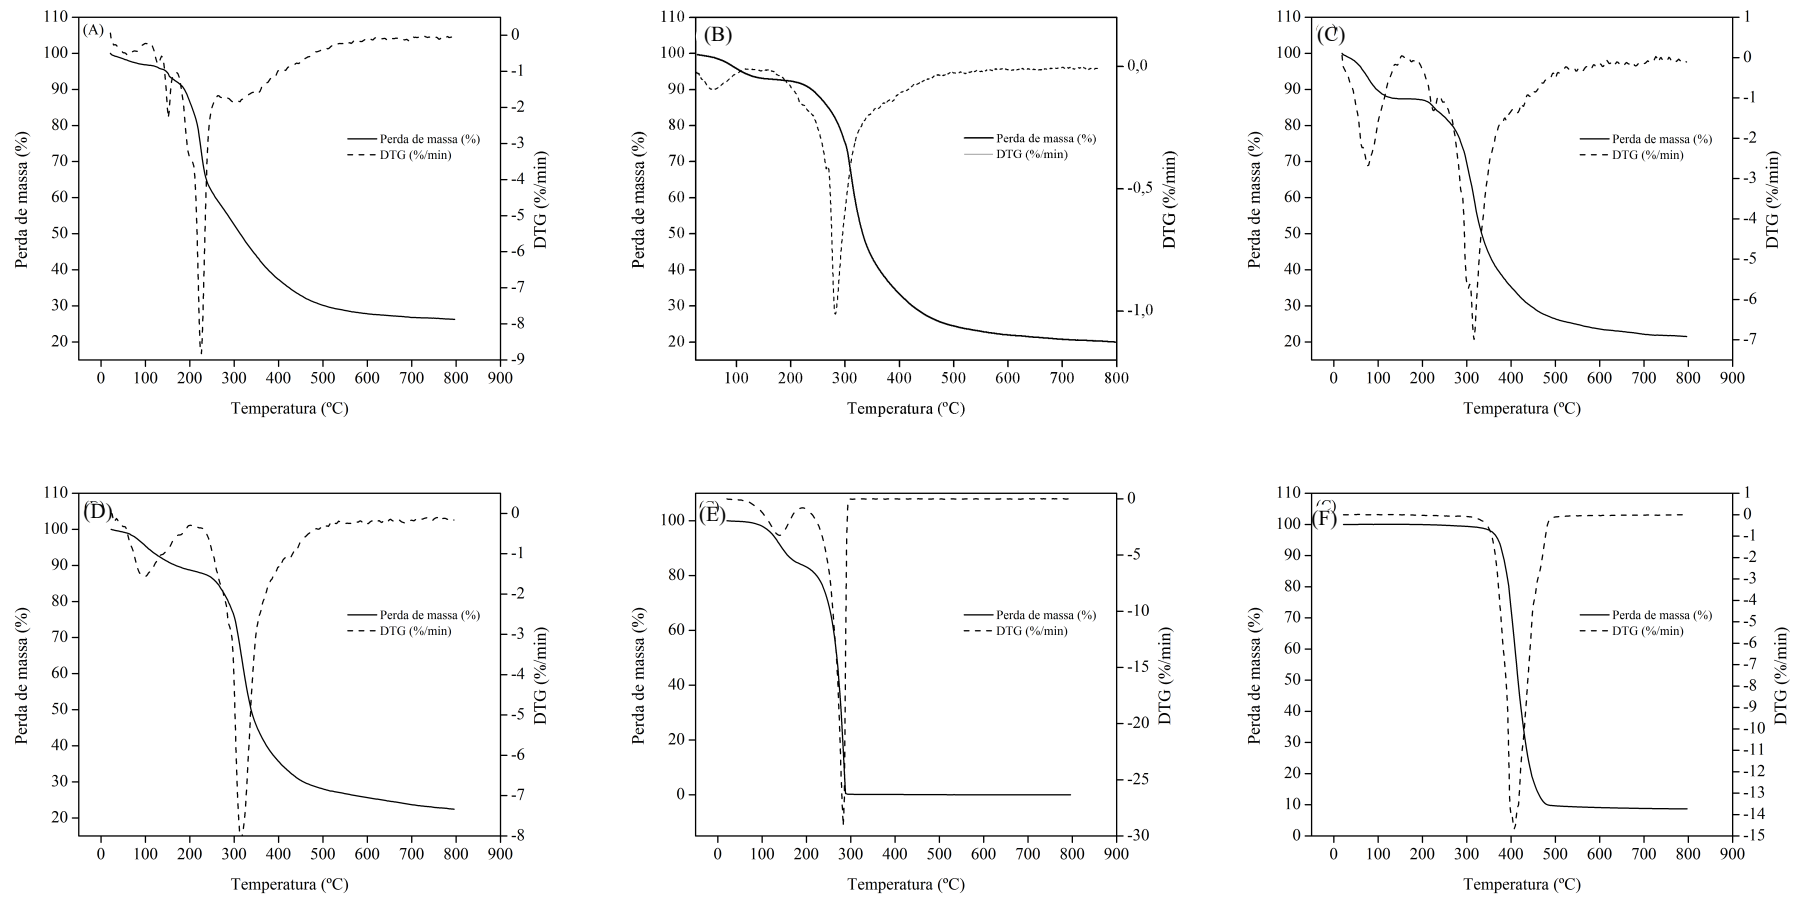 (A)
110
100
90
80
70
60
50
40
30
20
Perda de massa (%)
0
-1
-2
-3
-4
-5
-6
-7
-8
-9
DTG (%/min)
Perda de massa (%)
DTG (%/min)
0 100 200 300 400 500 600 700 800 900
Temperatura (ºC)
(B)
110
100
90
80
70
60
50
40
30
20
Perda de massa (%)
0,0
-0,5
-1,0
DTG (%/min)
Perda de massa (%)
DTG (%/min)
100 200 300 400 500 600 700 800
Temperatura (ºC)
(C)
110
100
90
80
70
60
50
40
30
20
Perda de massa (%)
1
0
-1
-2
-3
-4
-5
-6
-7
DTG (%/min)
Perda de massa (%)
DTG (%/min)
0 100 200 300 400 500 600 700 800 900
Temperatura (ºC)
(D)
110
100
90
80
70
60
50
40
30
20
Perda de massa (%)
0
-1
-2
-3
-4
-5
-6
-7
-8
DTG (%/min)
Perda de massa (%)
DTG (%/min)
0 100 200 300 400 500 600 700 800 900
Temperatura (ºC)
(E)
100
80
60
40
20
0
Perda de massa (%)
0
-5
-10
-15
-20
-25
-30
DTG (%/min)
Perda de massa (%)
DTG (%/min)
0 100 200 300 400 500 600 700 800 900
Temperatura (ºC)
(F)
110
100
90
80
70
60
50
40
30
20
10
0
Perda de massa (%)
1
0
-1
-2
-3
-4
-5
-6
-7
-8
-9
-10
-11
-12
-13
-14
-15
DTG (%/min)
Perda de massa (%)
DTG (%/min)
0 100 200 300 400 500 600 700 800 900
Temperatura (ºC)